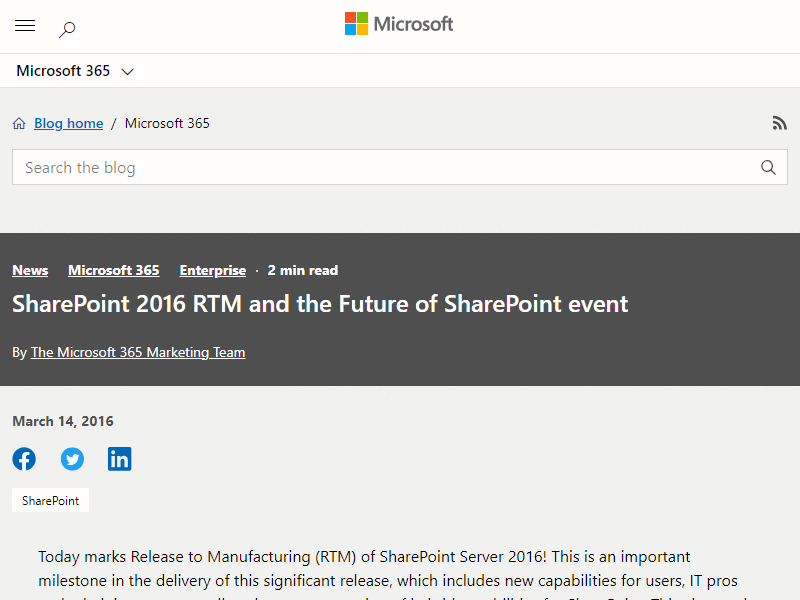 Microsoft
Microsoft 365
Blog home / Microsoft 365
Search the blog
News Microsoft 365 Enterprise · 2 min read
SharePoint 2016 RTM and the Future of SharePoint event
By The Microsoft 365 Marketing Team
March 14, 2016
SharePoint
Today marks Release to Manufacturing (RTM) of SharePoint Server 2016! This is an important
milestone in the delivery of this significant release, which includes new capabilities for users, IT pros